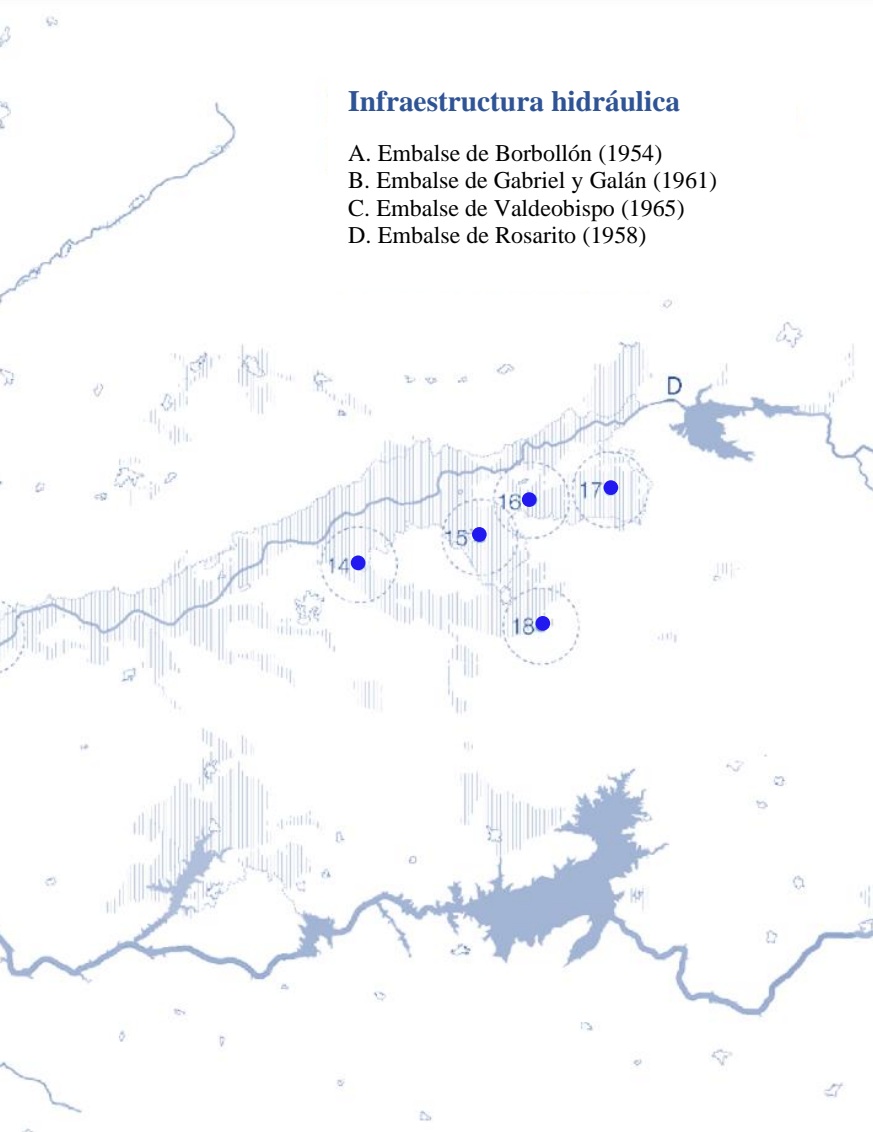 Infraestructura hidráulica
A. Embalse de Borbollón (1954)
B. Embalse de Gabriel y Galán (1961)
C. Embalse de Valdeobispo (1965)
D. Embalse de Rosarito (1958)
D
17
16
15
14
18